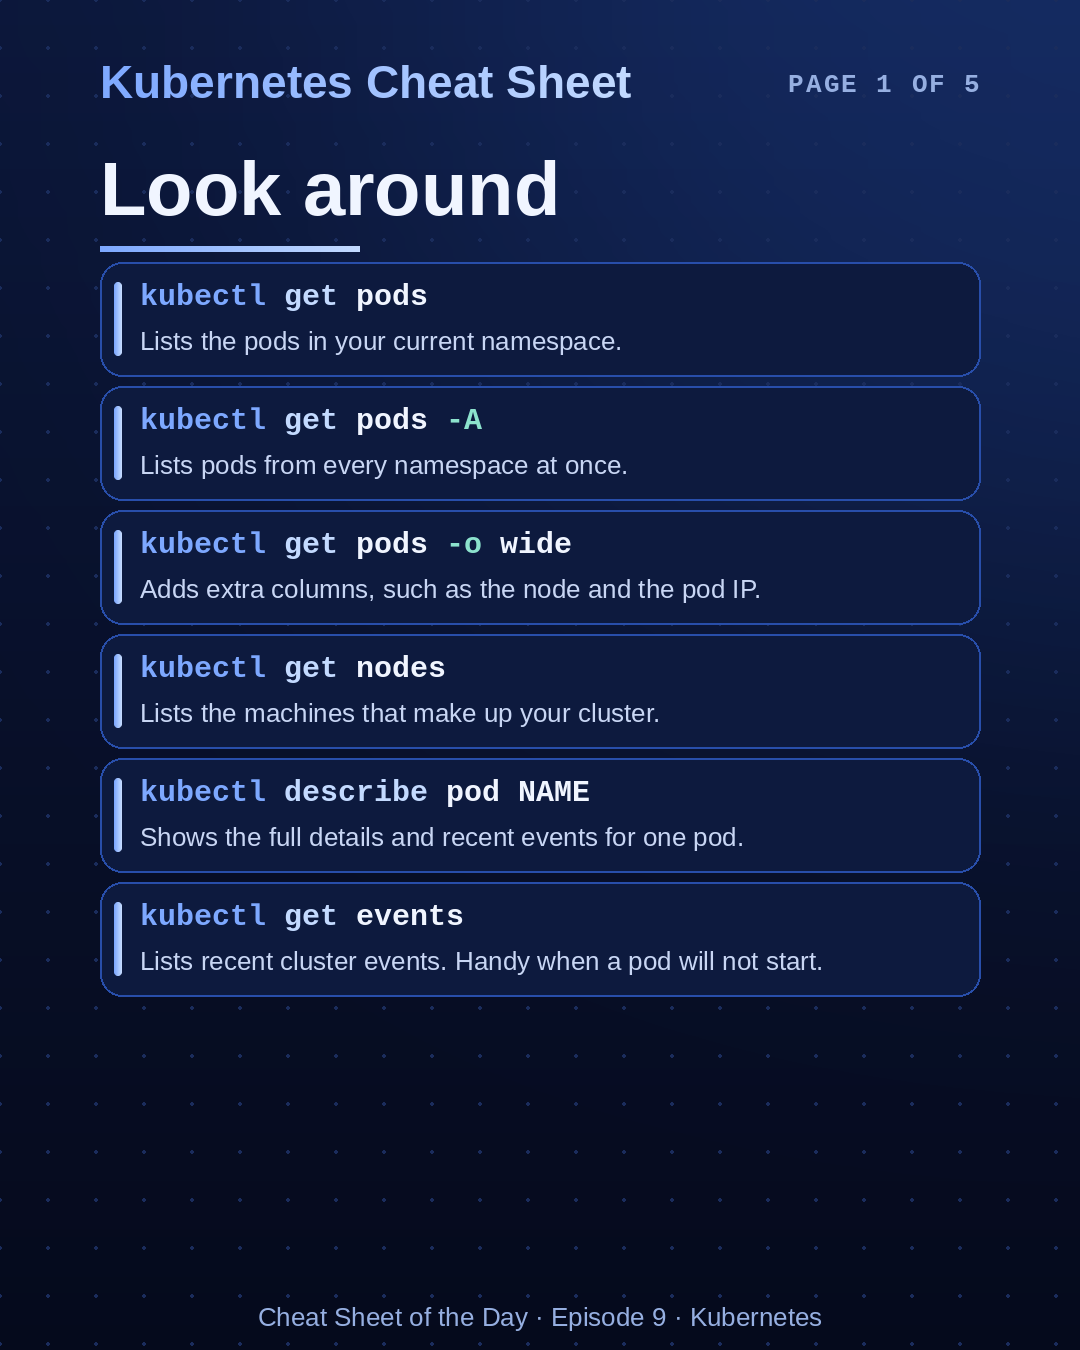 Kubernetes Cheat Sheet
PAGE 1 OF 5
Look around
kubectl get pods
Lists the pods in your current namespace.
kubectl get pods -A
Lists pods from every namespace at once.
kubectl get pods -o wide
Adds extra columns, such as the node and the pod IP.
kubectl get nodes
Lists the machines that make up your cluster.
kubectl describe pod NAME
Shows the full details and recent events for one pod.
kubectl get events
Lists recent cluster events. Handy when a pod will not start.
Cheat Sheet of the Day · Episode 9 · Kubernetes